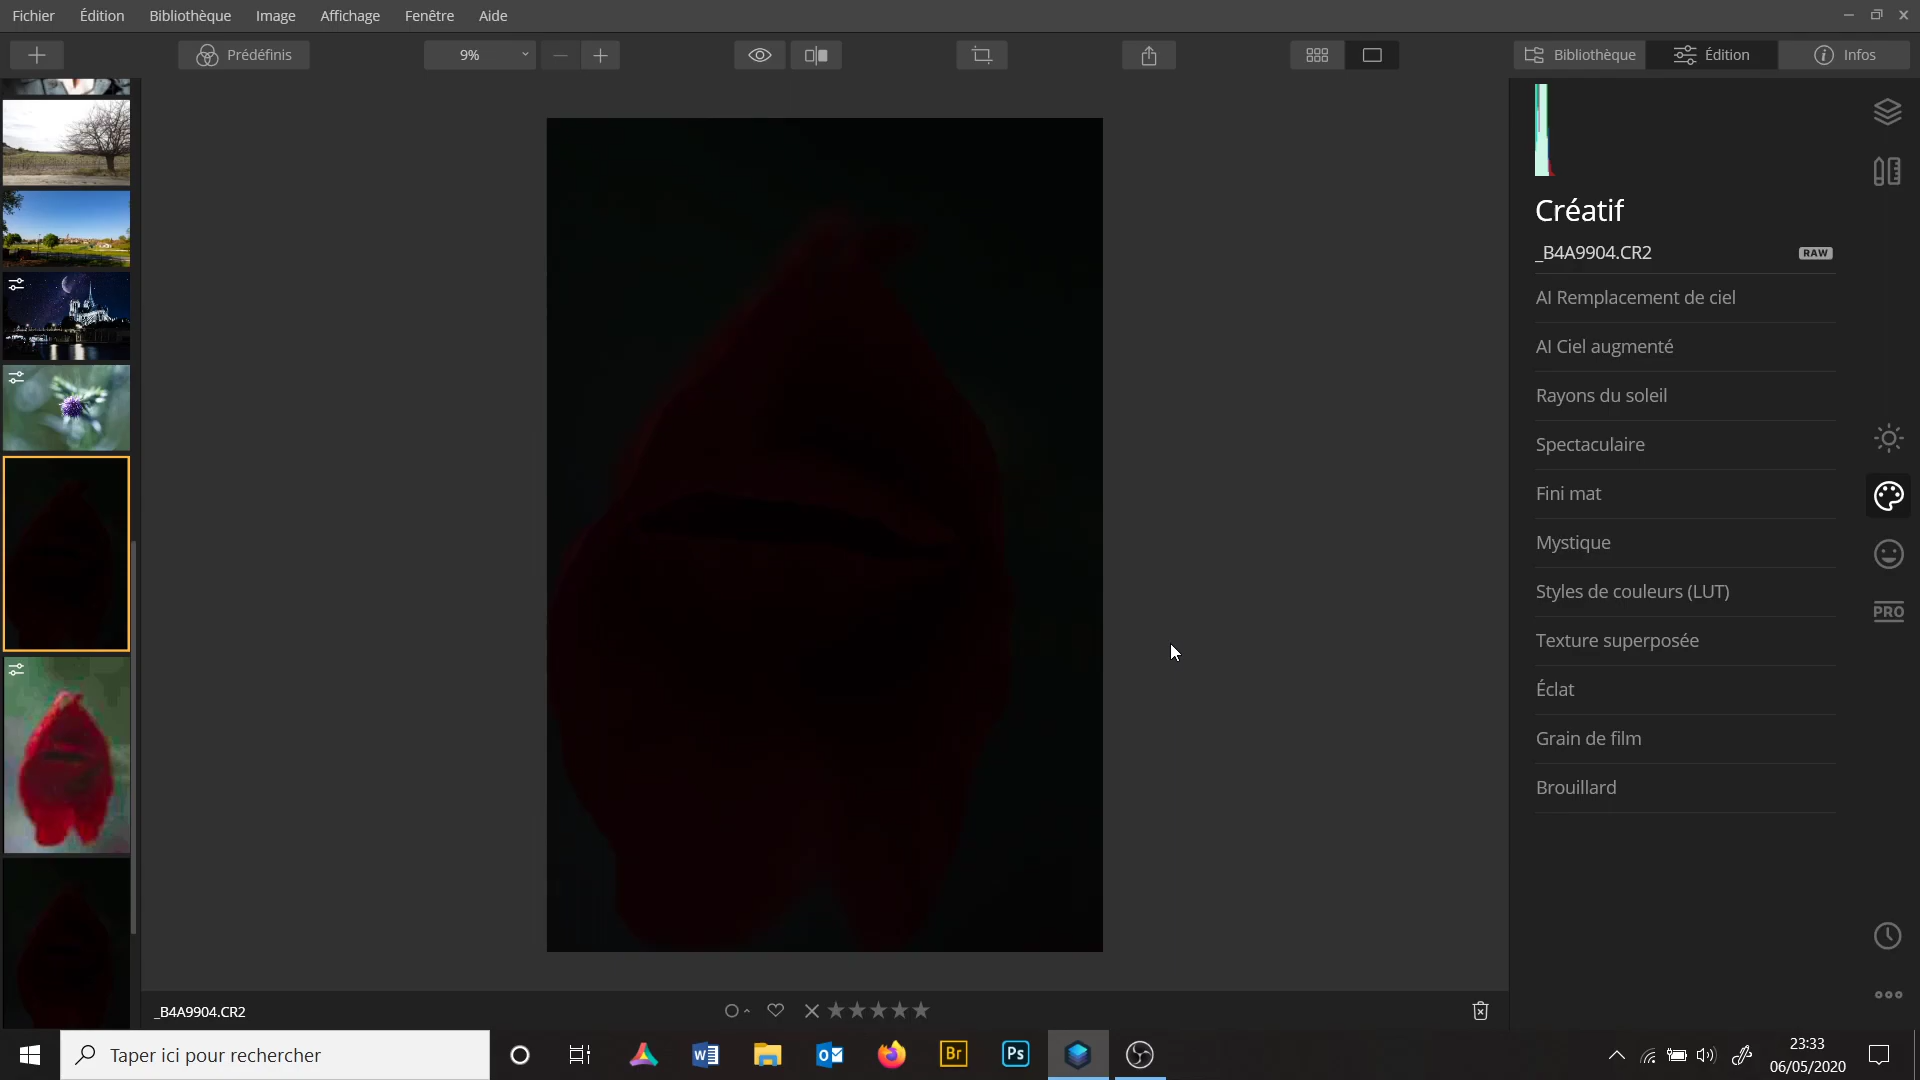 Fichier Édition Bibliothèque Image Affichage Fenêtre Aide
Prédéfinis 9% Bibliothèque Édition Infos
Créatif
_B4A9904.CR2 RAW
AI Remplacement de ciel
AI Ciel augmenté
Rayons du soleil
Spectaculaire
Fini mat
Mystique
Styles de couleurs (LUT)
PRO
Texture superposée
Éclat
Grain de film
Brouillard
_B4A9904.CR2
Taper ici pour rechercher
Br
Ps
23:33
06/05/2020